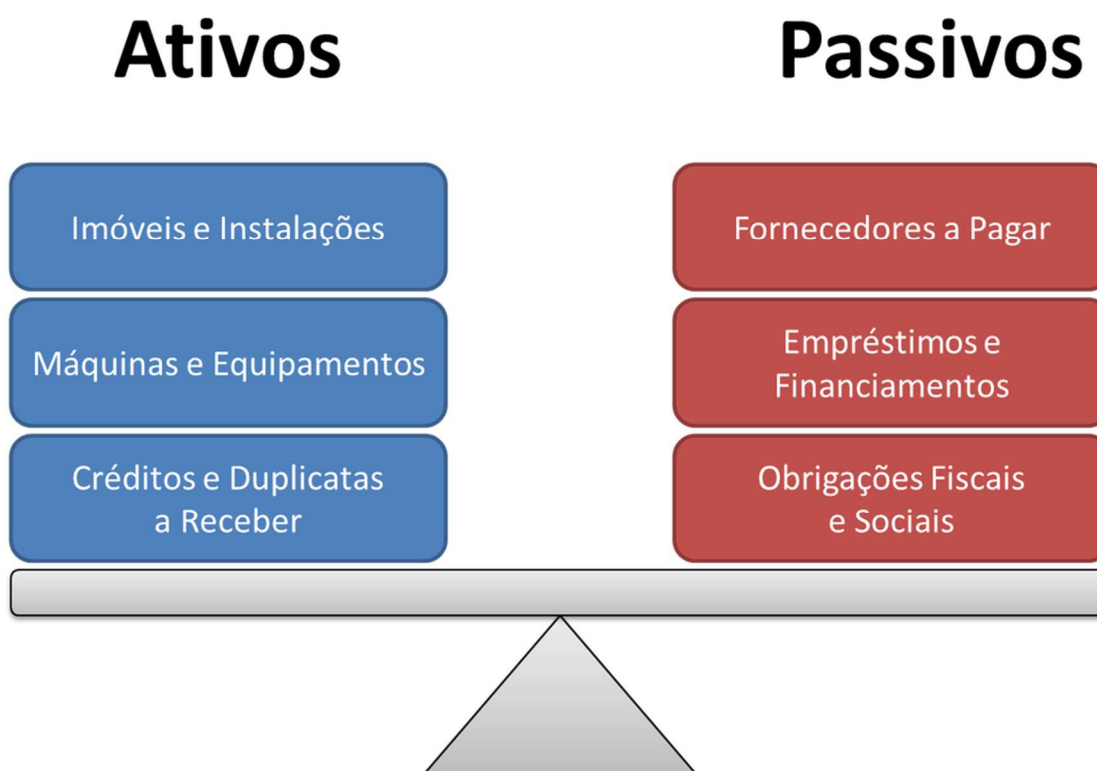 Ativos
Passivos
Imóveis e Instalações
Máquinas e Equipamentos
Créditos e Duplicatas
a Receber
Fornecedores a Pagar
Empréstimos e
Financiamentos
Obrigações Fiscais
e Sociais